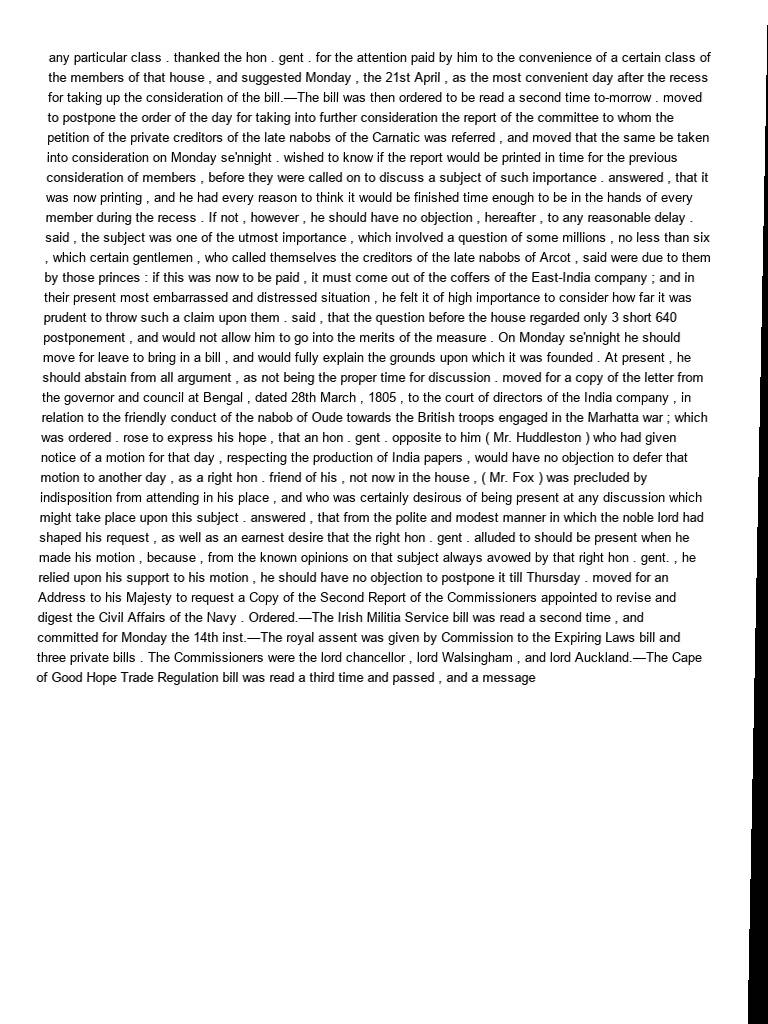 any particular class . thanked the hon . gent . for the attention paid by him to the convenience of a certain class of
the members of that house , and suggested Monday , the 21st April , as the most convenient day after the recess
for taking up the consideration of the bill.—The bill was then ordered to be read a second time to-morrow . moved
to postpone the order of the day for taking into further consideration the report of the committee to whom the
petition of the private creditors of the late nabobs of the Carnatic was referred , and moved that the same be taken
into consideration on Monday se'nnight . wished to know if the report would be printed in time for the previous
consideration of members , before they were called on to discuss a subject of such importance . answered , that it
was now printing , and he had every reason to think it would be finished time enough to be in the hands of every
member during the recess . If not , however , he should have no objection , hereafter , to any reasonable delay .
said , the subject was one of the utmost importance , which involved a question of some millions , no less than six
, which certain gentlemen , who called themselves the creditors of the late nabobs of Arcot , said were due to them
by those princes : if this was now to be paid , it must come out of the coffers of the East-India company ; and in
their present most embarrassed and distressed situation , he felt it of high importance to consider how far it was
prudent to throw such a claim upon them . said , that the question before the house regarded only 3 short 640
postponement , and would not allow him to go into the merits of the measure . On Monday se'nnight he should
move for leave to bring in a bill , and would fully explain the grounds upon which it was founded . At present , he
should abstain from all argument , as not being the proper time for discussion . moved for a copy of the letter from
the governor and council at Bengal , dated 28th March , 1805 , to the court of directors of the India company , in
relation to the friendly conduct of the nabob of Oude towards the British troops engaged in the Marhatta war ; which
was ordered . rose to express his hope , that an hon . gent . opposite to him ( Mr. Huddleston ) who had given
notice of a motion for that day , respecting the production of India papers , would have no objection to defer that
motion to another day , as a right hon . friend of his , not now in the house , ( Mr. Fox ) was precluded by
indisposition from attending in his place , and who was certainly desirous of being present at any discussion which
might take place upon this subject . answered , that from the polite and modest manner in which the noble lord had
shaped his request , as well as an earnest desire that the right hon . gent . alluded to should be present when he
made his motion , because , from the known opinions on that subject always avowed by that right hon . gent. , he
relied upon his support to his motion , he should have no objection to postpone it till Thursday . moved for an
Address to his Majesty to request a Copy of the Second Report of the Commissioners appointed to revise and
digest the Civil Affairs of the Navy . Ordered.—The Irish Militia Service bill was read a second time , and
committed for Monday the 14th inst.—The royal assent was given by Commission to the Expiring Laws bill and
three private bills . The Commissioners were the lord chancellor , lord Walsingham , and lord Auckland.—The Cape
of Good Hope Trade Regulation bill was read a third time and passed , and a message